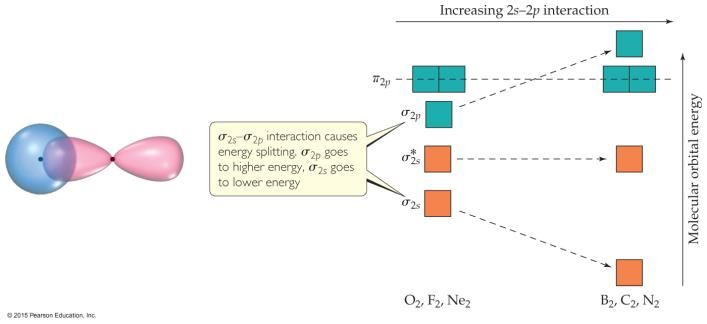 Increasing 2s–2p interaction
π2p
σ2p
σ2s–σ2p interaction causes
energy splitting. σ2p goes
to higher energy, σ2s goes
to lower energy
σ*2s
σ2s
Molecular orbital energy
O2, F2, Ne2
B2, C2, N2
© 2015 Pearson Education, Inc.